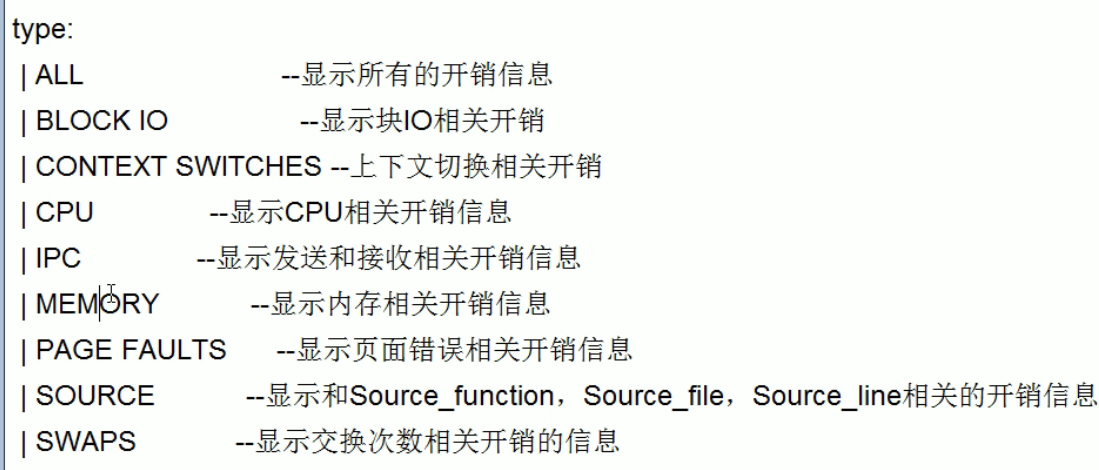 type:
| ALL --显示所有的开销信息
| BLOCK IO --显示块IO相关开销
| CONTEXT SWITCHES --上下文切换相关开销
| CPU --显示CPU相关开销信息
| IPC --显示发送和接收相关开销信息
| MEMORY --显示内存相关开销信息
| PAGE FAULTS --显示页面错误相关开销信息
| SOURCE --显示和Source_function，Source_file，Source_line相关的开销信息
| SWAPS --显示交换次数相关开销的信息